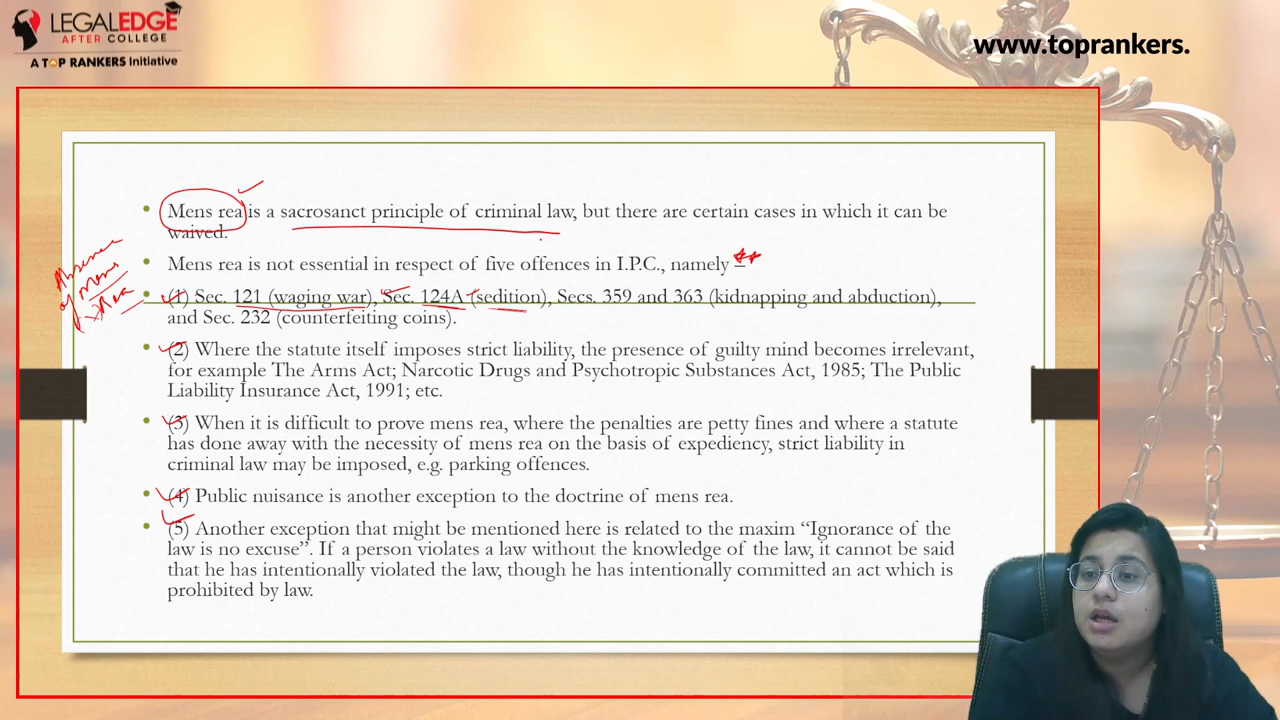 LEGALEDGE
AFTER COLLEGE
A TOP RANKERS Initiative
www.toprankers.
• Mens rea is a sacrosanct principle of criminal law, but there are certain cases in which it can be
waived.
• Mens rea is not essential in respect of five offences in I.P.C., namely –
Absence
of Mens
Rea
• (1) Sec. 121 (waging war), Sec. 124A (sedition), Secs. 359 and 363 (kidnapping and abduction),
and Sec. 232 (counterfeiting coins).
• (2) Where the statute itself imposes strict liability, the presence of guilty mind becomes irrelevant,
for example The Arms Act; Narcotic Drugs and Psychotropic Substances Act, 1985; The Public
Liability Insurance Act, 1991; etc.
• (3) When it is difficult to prove mens rea, where the penalties are petty fines and where a statute
has done away with the necessity of mens rea on the basis of expediency, strict liability in
criminal law may be imposed, e.g. parking offences.
• (4) Public nuisance is another exception to the doctrine of mens rea.
• (5) Another exception that might be mentioned here is related to the maxim “Ignorance of the
law is no excuse”. If a person violates a law without the knowledge of the law, it cannot be said
that he has intentionally violated the law, though he has intentionally committed an act which is
prohibited by law.